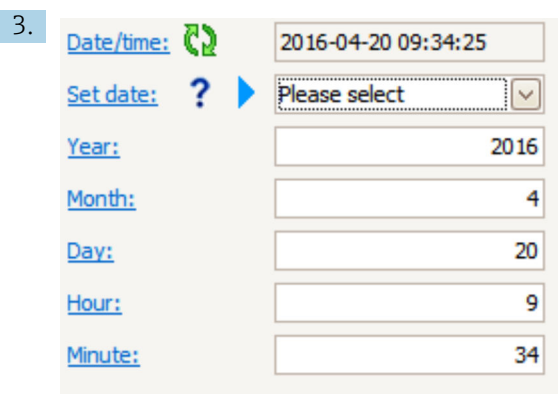 3.
Date/time: 2016-04-20 09:34:25
Set date: ? Please select
Year: 2016
Month: 4
Day: 20
Hour: 9
Minute: 34